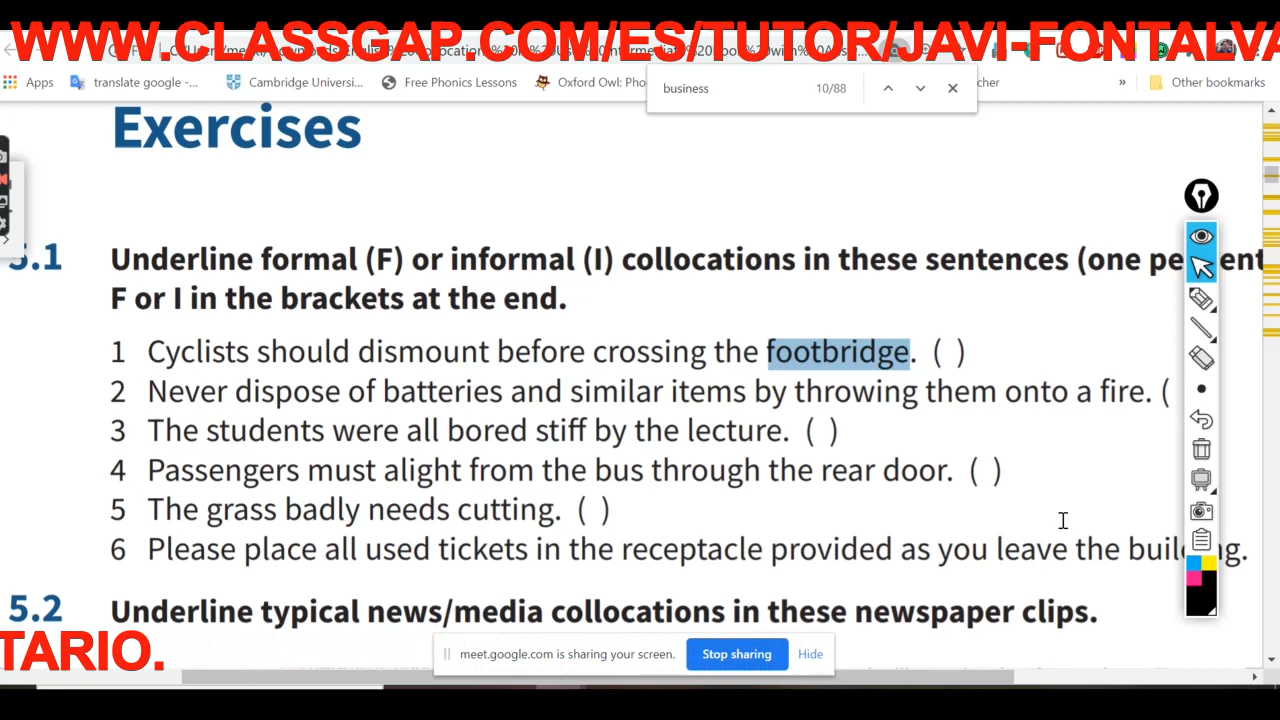 WWW.CLASSGAP.COM/ES/TUTOR/JAVI-FONTALVA
Apps translate google -... Cambridge Universi... Free Phonics Lessons Oxford Owl: Pho cher » Other bookmarks
business 10/88
Exercises
5.1 Underline formal (F) or informal (I) collocations in these sentences (one pe ent
F or I in the brackets at the end.
1 Cyclists should dismount before crossing the footbridge. ( )
2 Never dispose of batteries and similar items by throwing them onto a fire. (
3 The students were all bored stiff by the lecture. ( )
4 Passengers must alight from the bus through the rear door. ( )
5 The grass badly needs cutting. ( )
6 Please place all used tickets in the receptacle provided as you leave the buil g.
5.2 Underline typical news/media collocations in these newspaper clips.
TARIO.
meet.google.com is sharing your screen. Stop sharing Hide